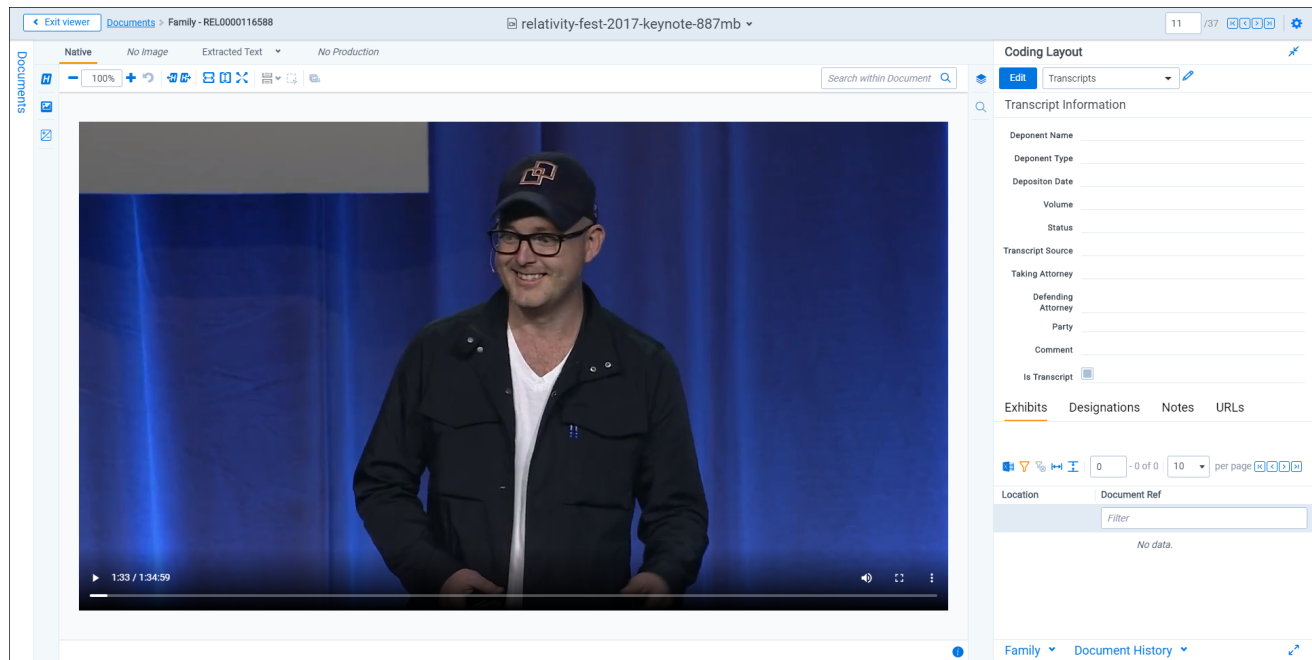 Exit viewer
Documents > Family - REL0000116588
relativity-fest-2017-keynote-887mb
11 /37
Documents
Native No Image Extracted Text No Production
100%
Search within Document
1:33 / 1:34:59
Coding Layout
Edit Transcripts
Transcript Information
Deponent Name
Deponent Type
Depositon Date
Volume
Status
Transcript Source
Taking Attorney
Defending
Attorney
Party
Comment
Is Transcript
Exhibits Designations Notes URLs
0 - 0 of 0 10 per page
Location Document Ref
Filter
No data.
Family Document History